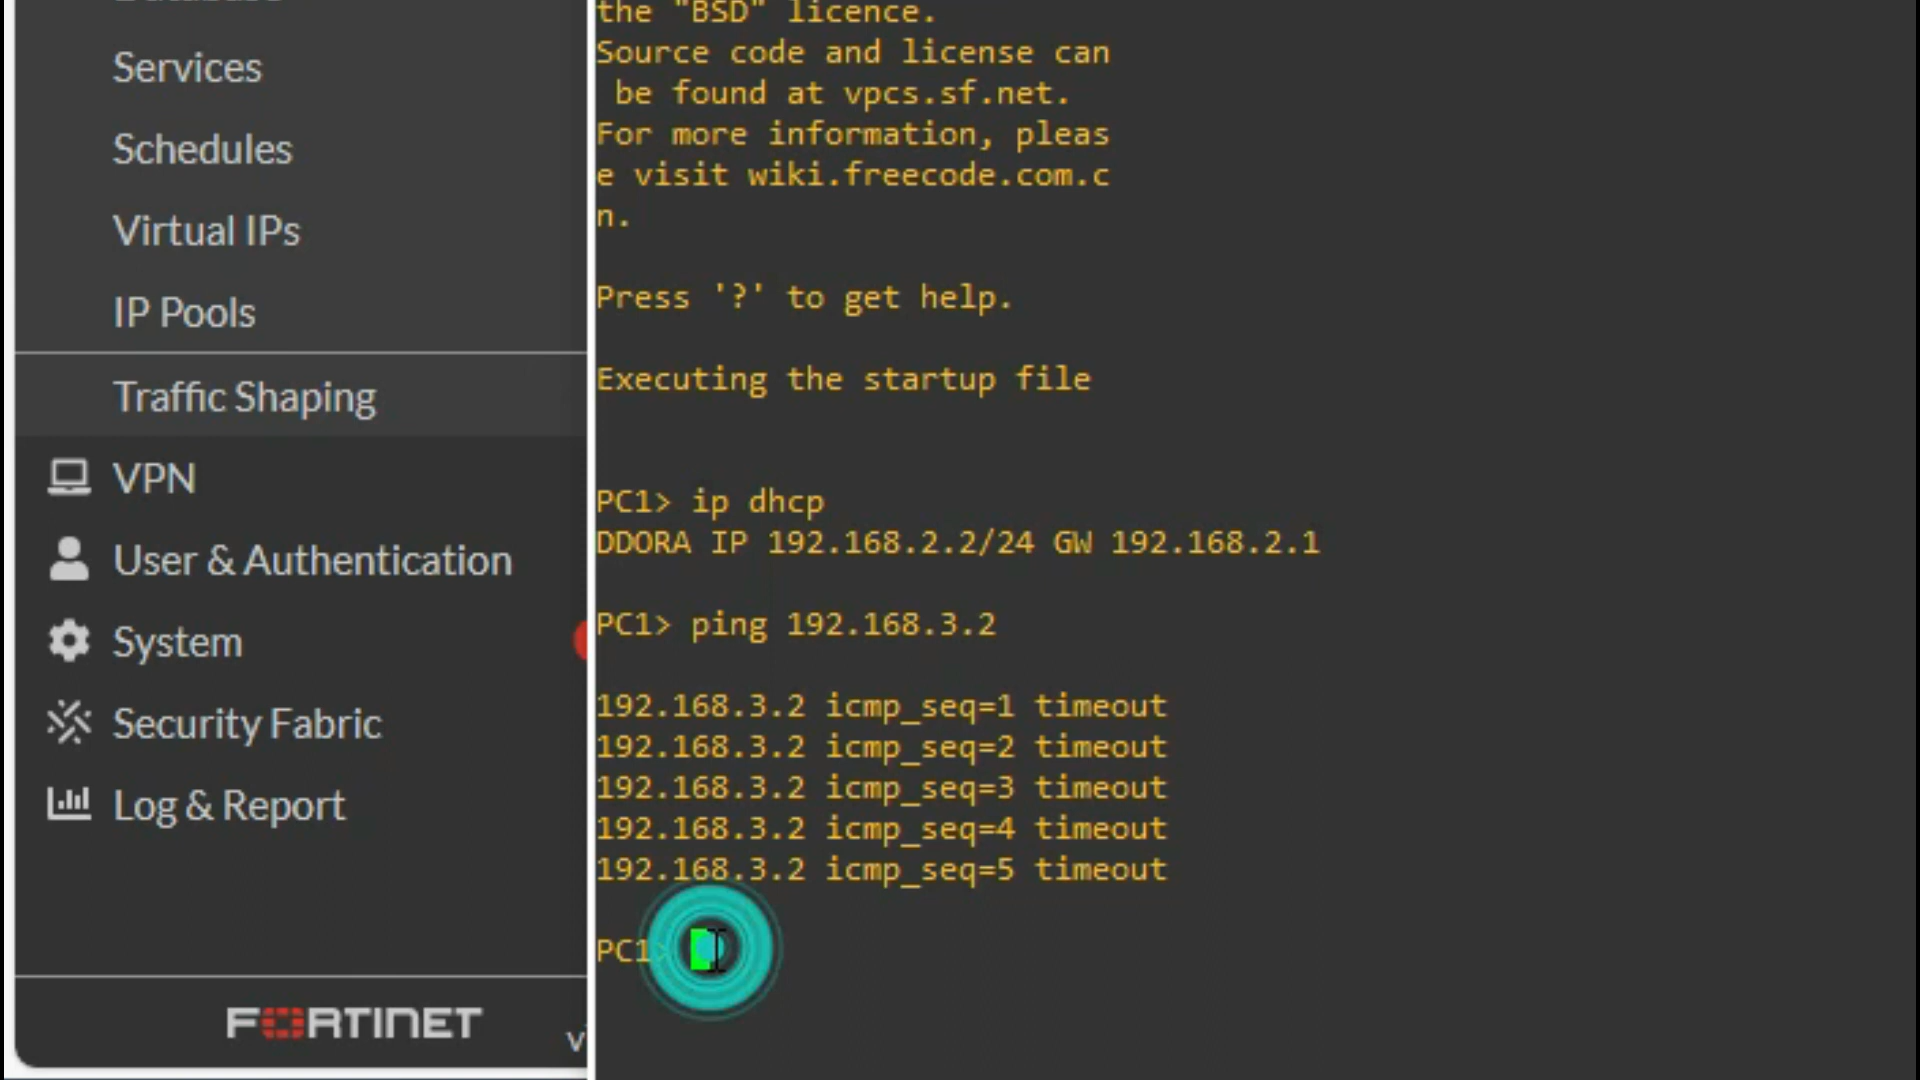 Services
Schedules
Virtual IPs
IP Pools
Traffic Shaping
VPN
User & Authentication
System
Security Fabric
Log & Report
FORTINET
v
the "BSD" licence.
Source code and license can
be found at vpcs.sf.net.
For more information, pleas
e visit wiki.freecode.com.c
n.
Press '?' to get help.
Executing the startup file
PC1> ip dhcp
DDORA IP 192.168.2.2/24 GW 192.168.2.1
PC1> ping 192.168.3.2
192.168.3.2 icmp_seq=1 timeout
192.168.3.2 icmp_seq=2 timeout
192.168.3.2 icmp_seq=3 timeout
192.168.3.2 icmp_seq=4 timeout
192.168.3.2 icmp_seq=5 timeout
PC1>